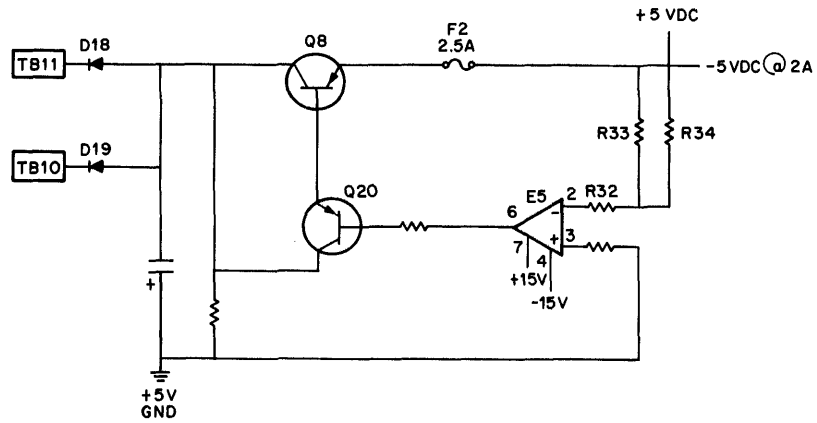 +5 VDC
D18
Q8
F2
2.5A
TB11
-5 VDC @ 2A
D19
R33
R34
TB10
Q20
E5
2
R32
6
-
+
3
7
4
+15V
-15V
+
+5V
GND